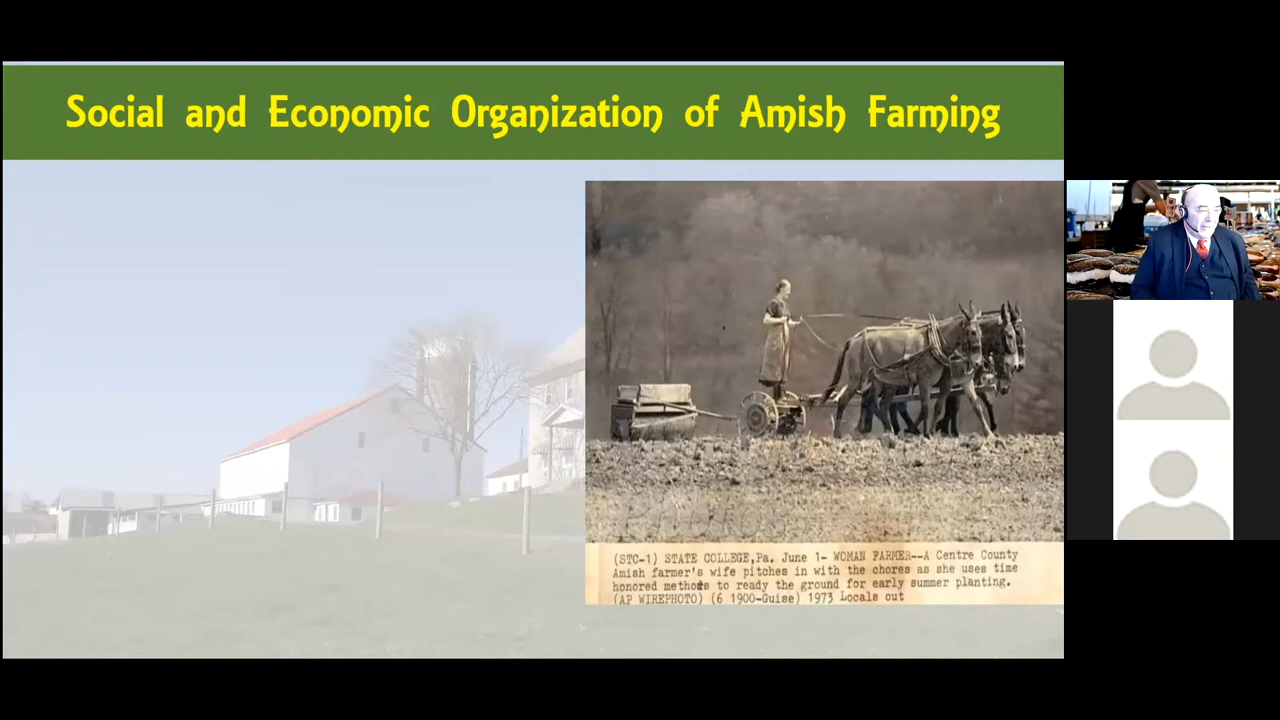 Social and Economic Organization of Amish Farming
(STC-1) STATE COLLEGE,Pa. June 1- WOMAN FARMER--A Centre County
Amish farmer's wife pitches in with the chores as she uses time
honored methods to ready the ground for early summer planting.
(AP WIREPHOTO) (6 1900-Guise) 1973 Locals out